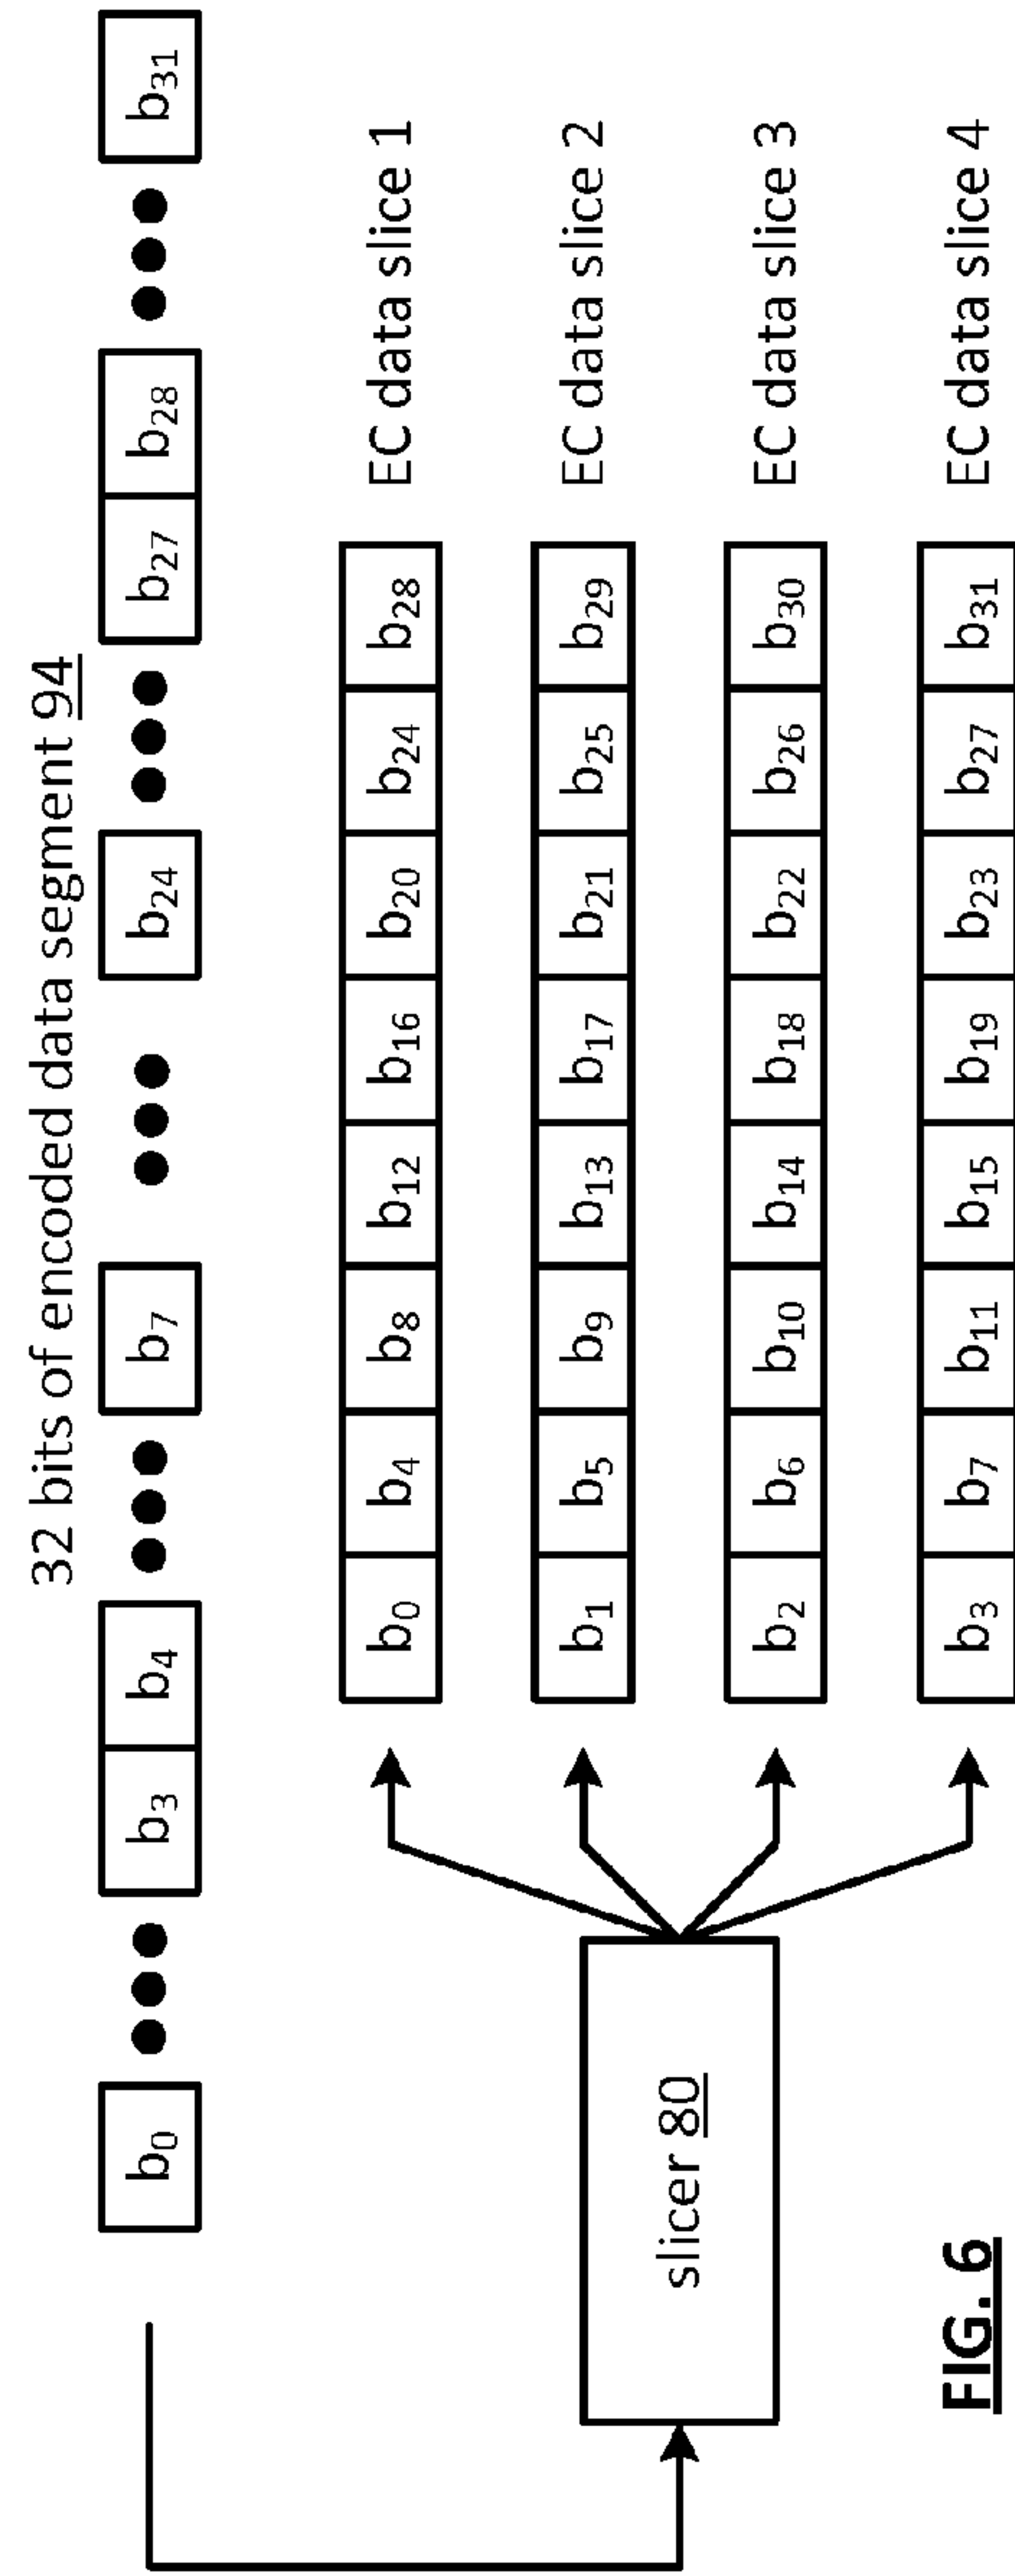 32 bits of encoded data segment 94
b0 b3 b4 b7 b24 b27 b28 b31
slicer 80
b0 b4 b8 b12 b16 b20 b24 b28 EC data slice 1
b1 b5 b9 b13 b17 b21 b25 b29 EC data slice 2
b2 b6 b10 b14 b18 b22 b26 b30 EC data slice 3
b3 b7 b11 b15 b19 b23 b27 b31 EC data slice 4
FIG. 6